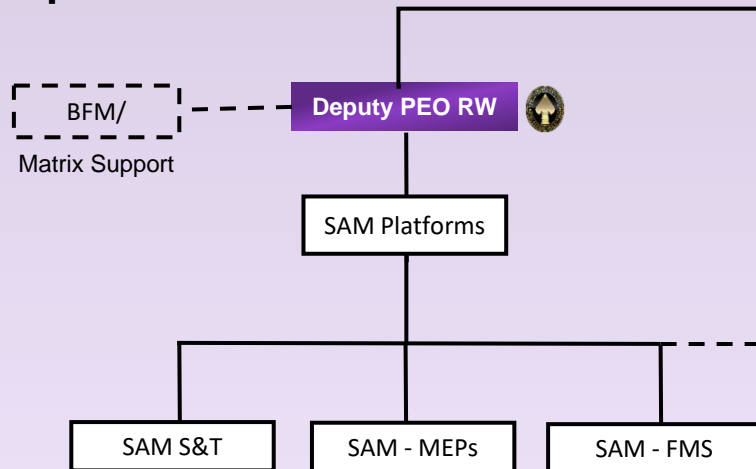 Deputy PEO RW
BFM/
Matrix Support
SAM Platforms
SAM S&T
SAM - MEPs
SAM - FMS